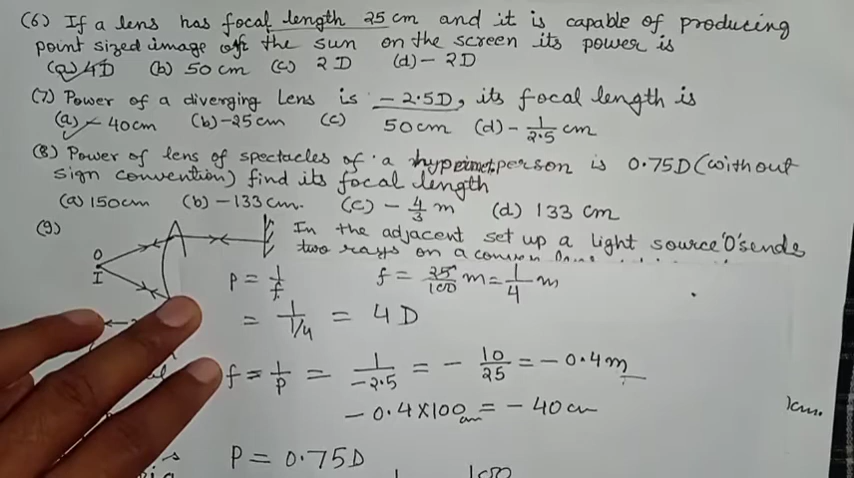 (6) If a lens has focal length 25 cm and it is capable of producing
point sized image of the sun on the screen its power is
(a) 4D (b) 50 cm (c) 2 D (d) - 2D
(7) Power of a diverging Lens is - 2.5D, its focal length is
(a) - 40cm (b) -25cm (c) 50cm (d) - 1/2.5 cm
(8) Power of lens of spectacles of a person is 0.75D (without
sign convention) find its focal length
(a) 150cm (b) - 133 cm. (c) - 4/3 m (d) 133 cm
(9) In the adjacent set up a light source 'O' sends
two rays on a
O
I
P = 1/f f = 25/100 m = 1/4 m
= 1/1/4 = 4 D
f = 1/P = 1/-2.5 = - 10/25 = - 0.4 m
- 0.4 X 100 cm = - 40 cm
cm.
P = 0.75D
100